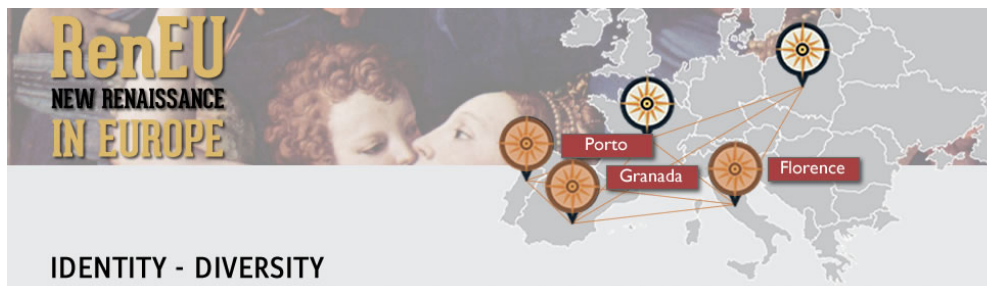 RenEU
NEW RENAISSANCE
IN EUROPE
Porto
Granada
Florence
IDENTITY - DIVERSITY